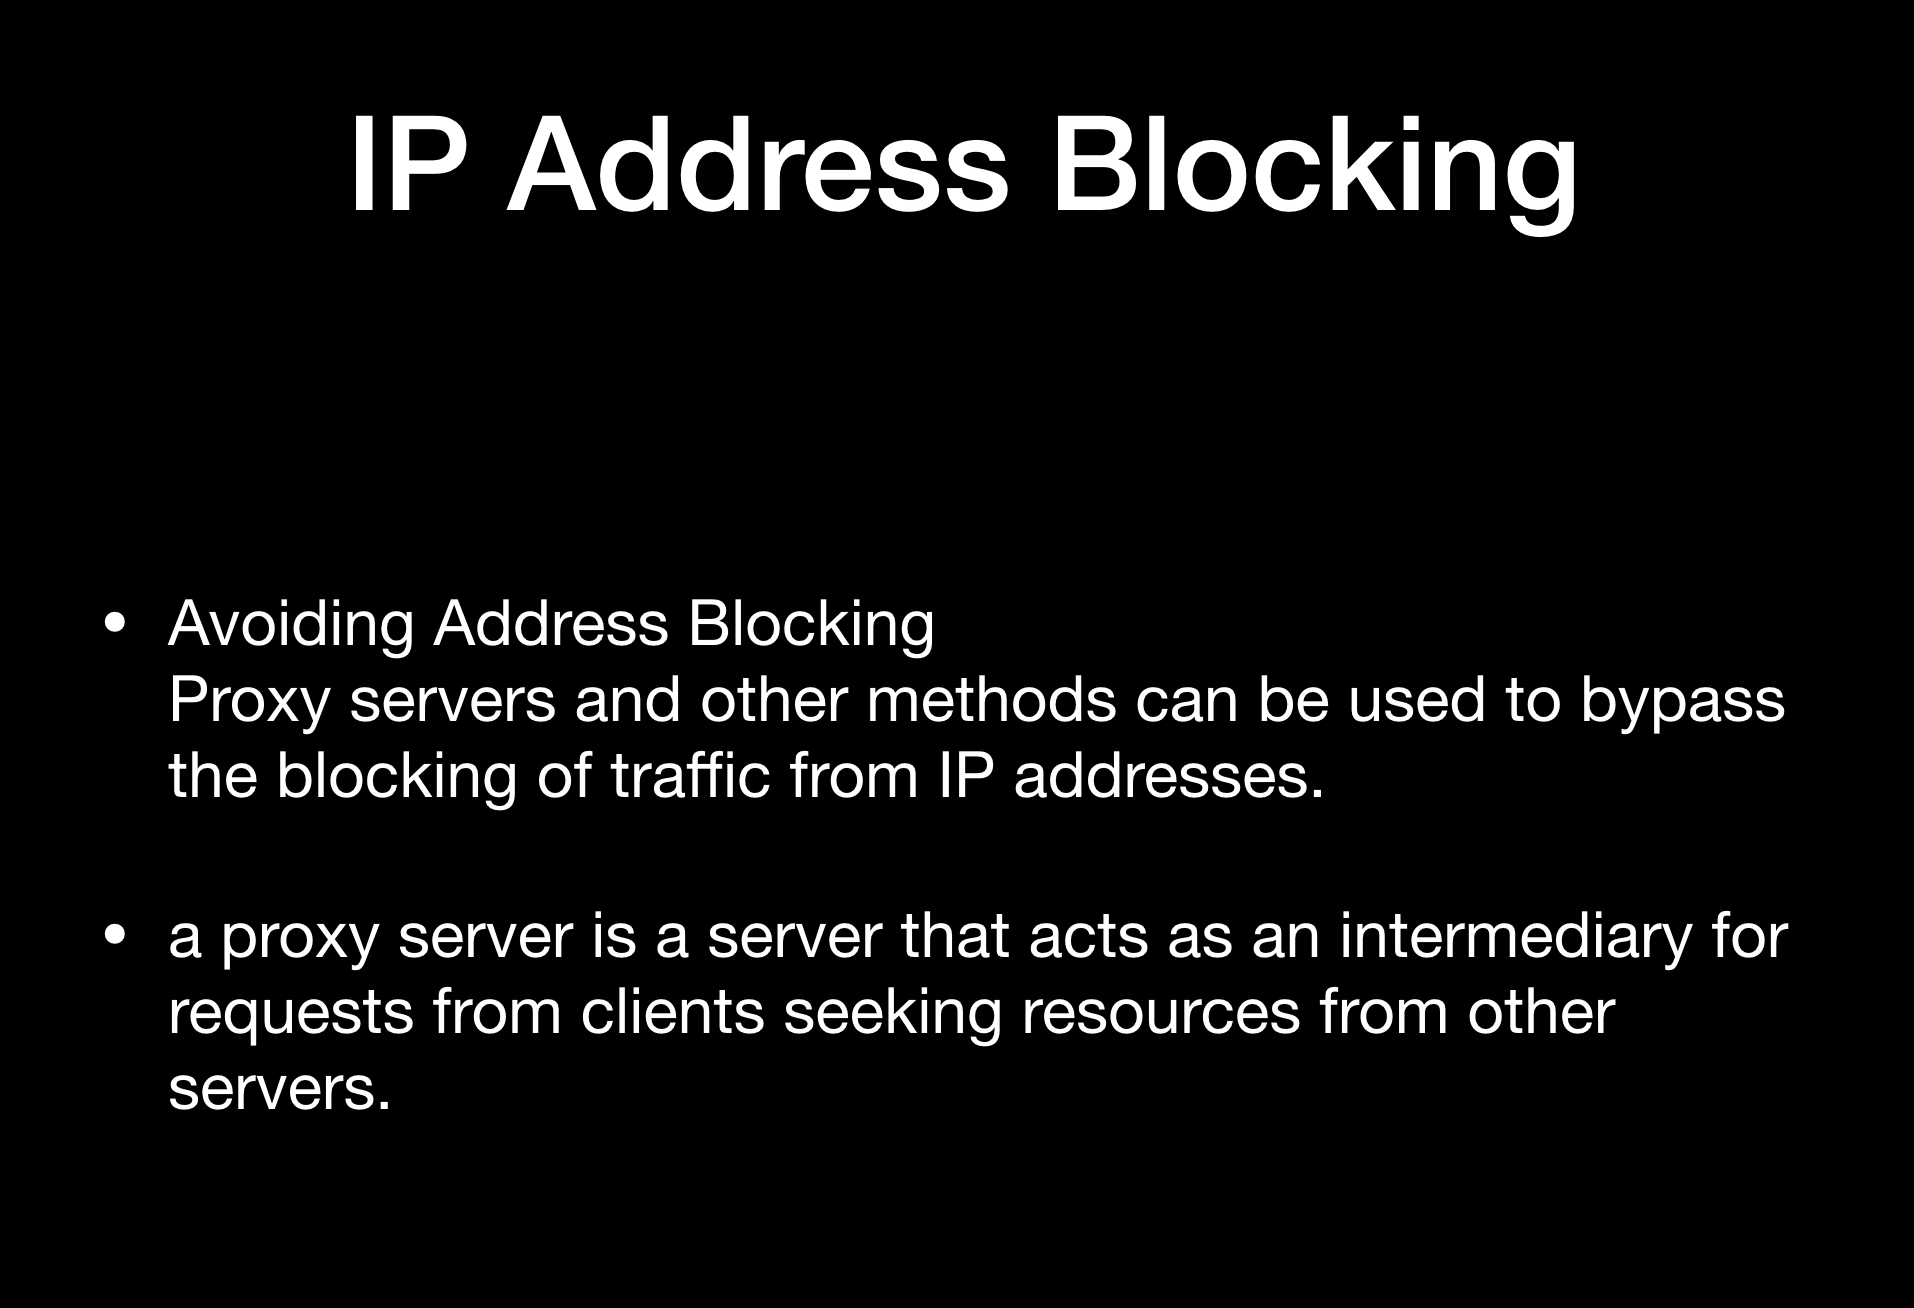 IP Address Blocking
• Avoiding Address Blocking
Proxy servers and other methods can be used to bypass
the blocking of traffic from IP addresses.
• a proxy server is a server that acts as an intermediary for
requests from clients seeking resources from other
servers.